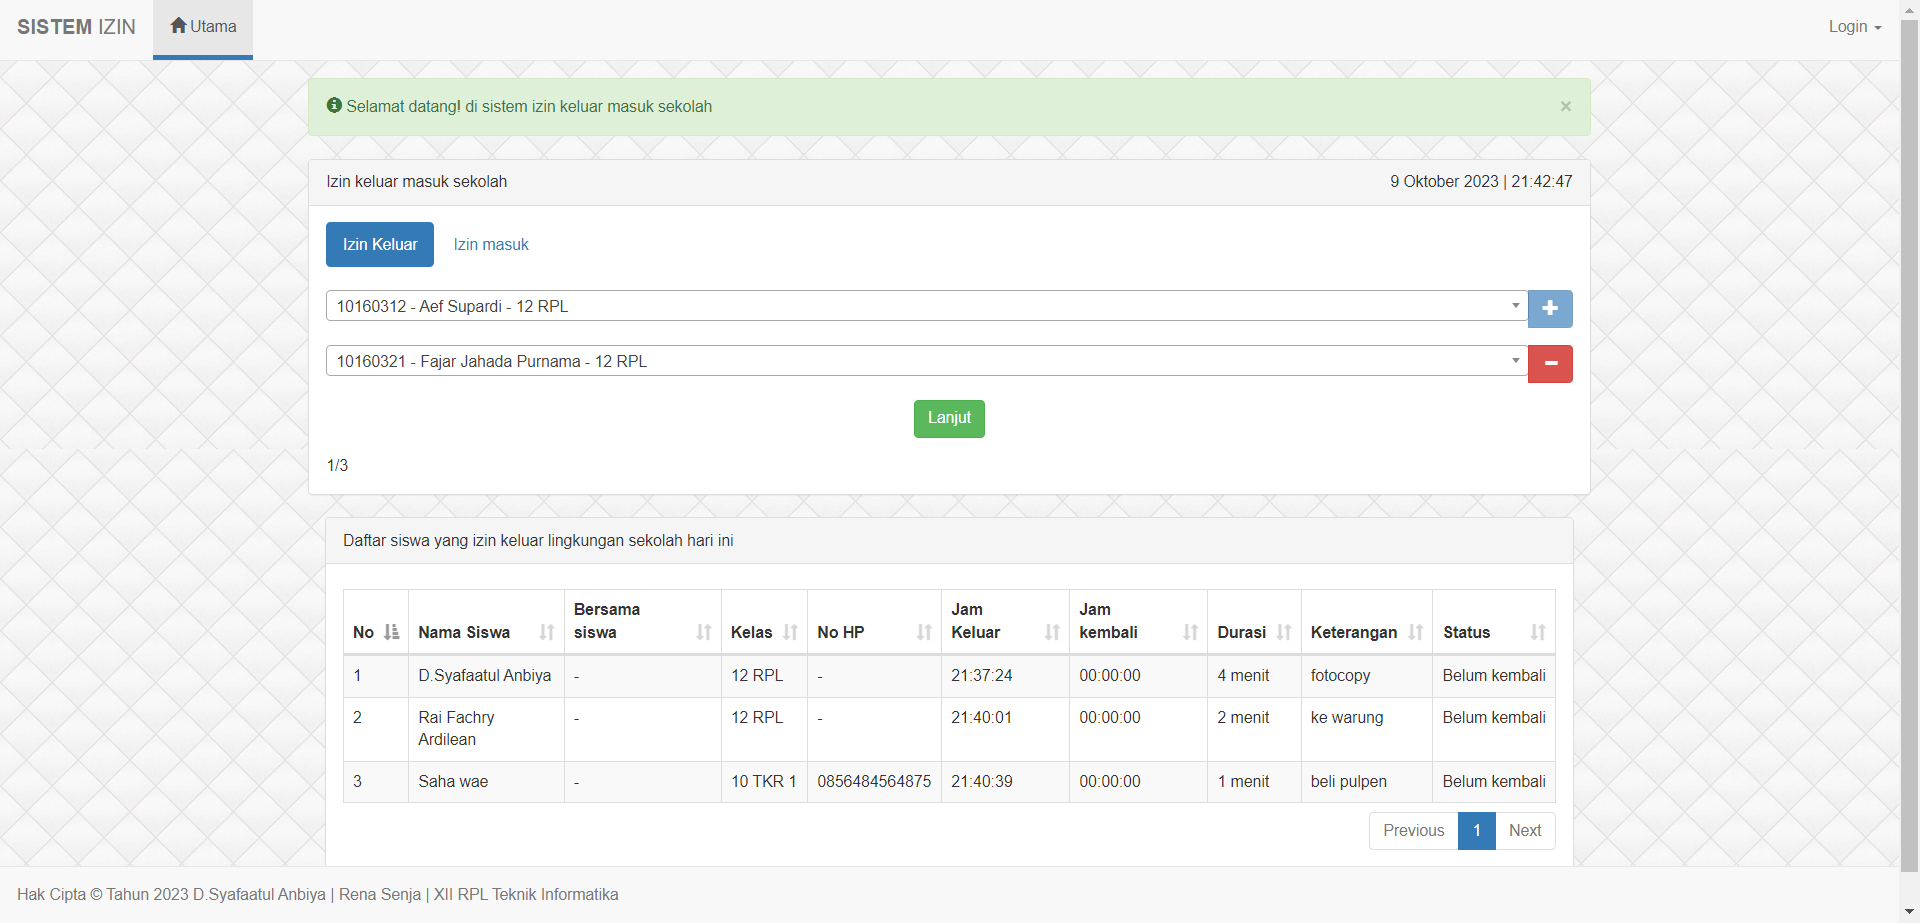 SISTEM IZIN
Utama
Login
Selamat datang! di sistem izin keluar masuk sekolah
×
Izin keluar masuk sekolah
9 Oktober 2023 | 21:42:47
Izin Keluar
Izin masuk
10160312 - Aef Supardi - 12 RPL
10160321 - Fajar Jahada Purnama - 12 RPL
Lanjut
1/3
Daftar siswa yang izin keluar lingkungan sekolah hari ini
No Nama Siswa Bersama siswa Kelas No HP Jam Keluar Jam kembali Durasi Keterangan Status
1 D.Syafaatul Anbiya - 12 RPL - 21:37:24 00:00:00 4 menit fotocopy Belum kembali
2 Rai Fachry Ardilean - 12 RPL - 21:40:01 00:00:00 2 menit ke warung Belum kembali
3 Saha wae - 10 TKR 1 0856484564875 21:40:39 00:00:00 1 menit beli pulpen Belum kembali
Previous 1 Next
Hak Cipta © Tahun 2023 D.Syafaatul Anbiya | Rena Senja | XII RPL Teknik Informatika